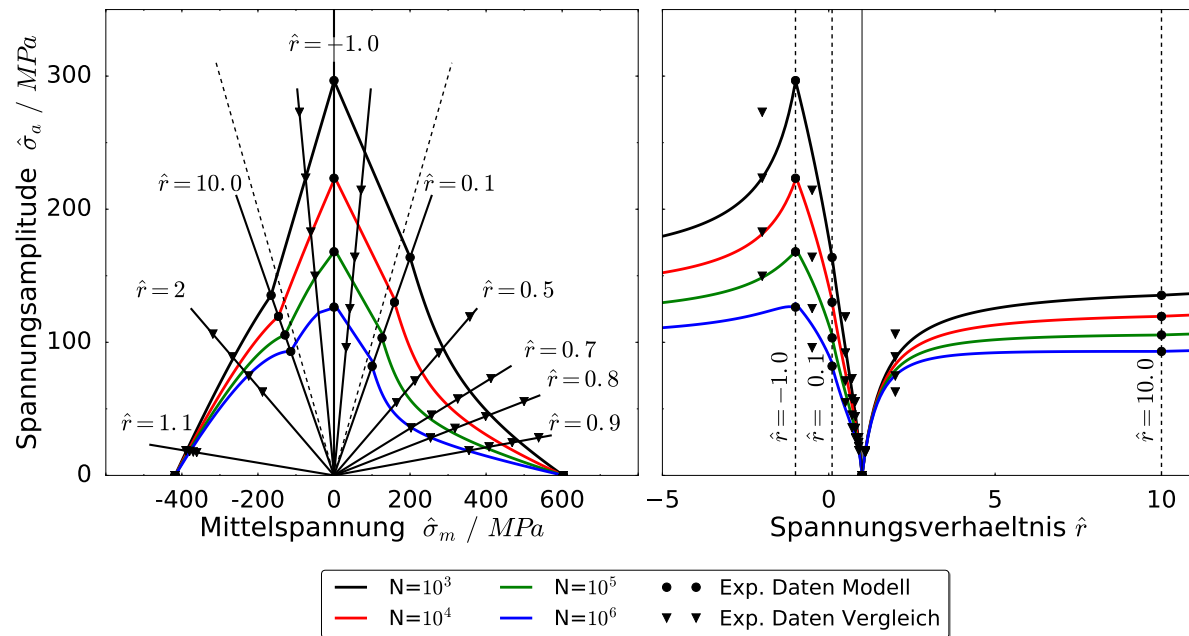 300
200
100
0
Spannungsamplitude σ̂ₐ / MPa
r̂=−1.0
r̂=10.0
r̂=0.1
r̂=2
r̂=0.5
r̂=0.7
r̂=0.8
r̂=1.1
r̂=0.9
-400 -200 0 200 400 600
Mittelspannung σ̂ₘ / MPa
r̂=−1.0
r̂= 0.1
r̂=10.0
-5 0 5 10
Spannungsverhaeltnis r̂
N=10³ N=10⁵ Exp. Daten Modell
N=10⁴ N=10⁶ Exp. Daten Vergleich